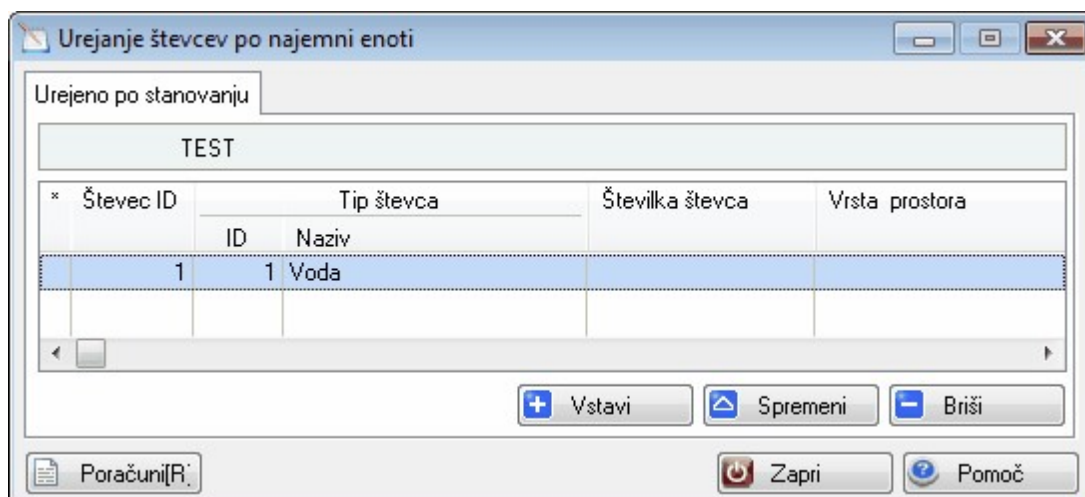 Urejanje števcev po najemni enoti
Urejeno po stanovanju
TEST
* Števec ID Tip števca Številka števca Vrsta prostora
ID Naziv
1 1 Voda
Vstavi Spremeni Briši
Poračuni[R] Zapri Pomoč